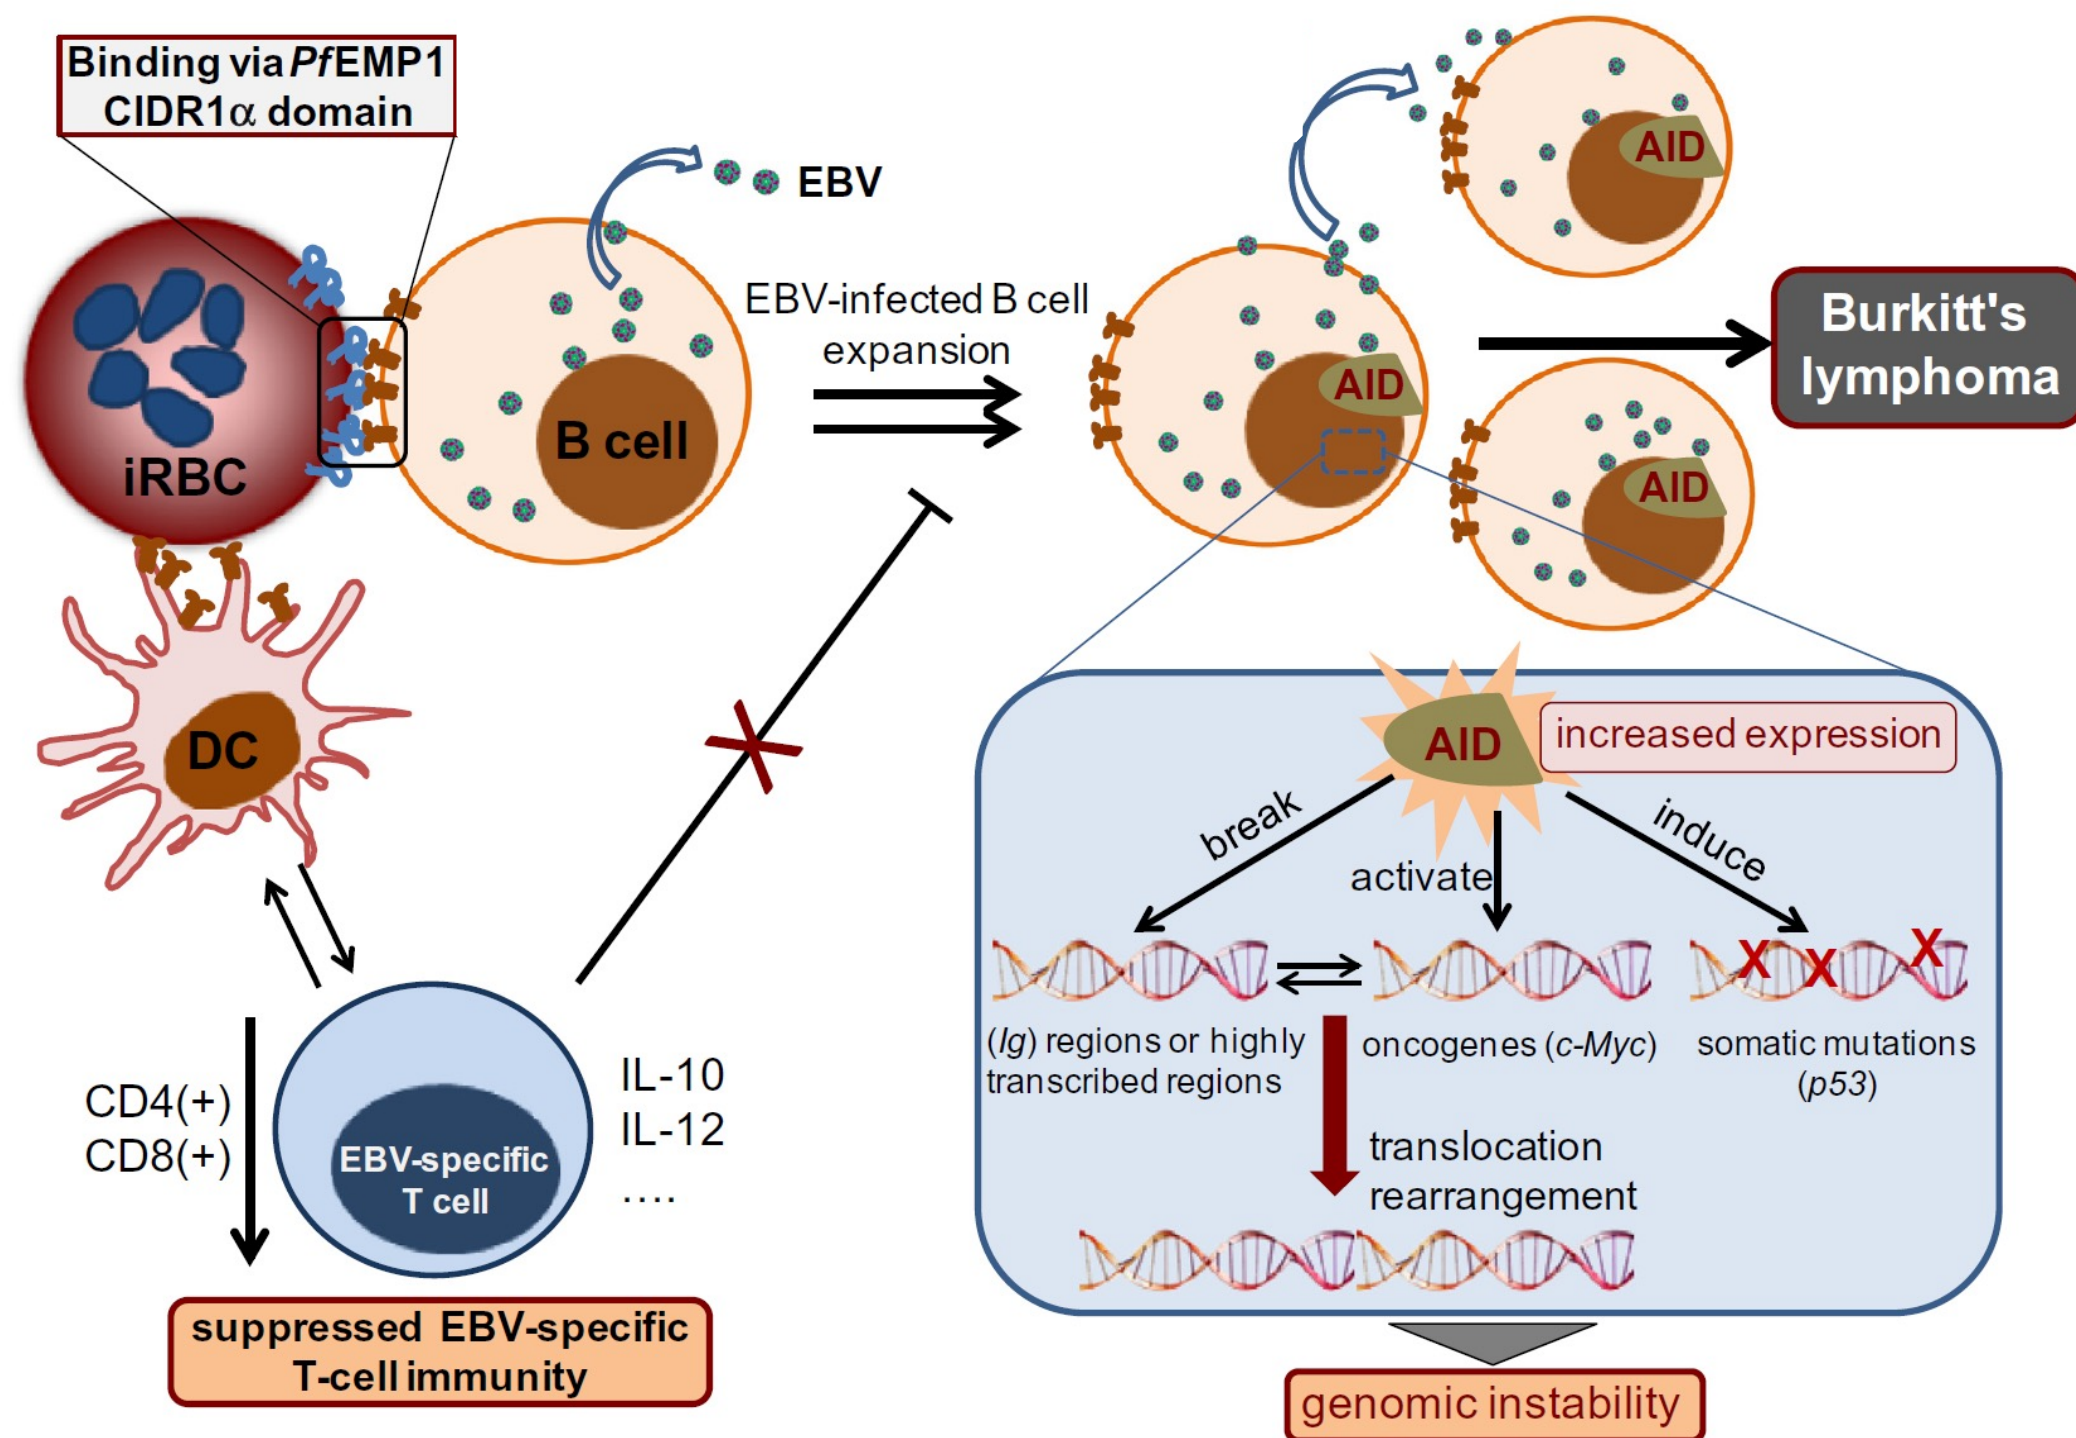 Binding via PfEMP1
CIDR1α domain
EBV
iRBC
B cell
EBV-infected B cell
expansion
AID
AID
AID
Burkitt's
lymphoma
DC
CD4(+)
CD8(+)
EBV-specific
T cell
IL-10
IL-12
....
suppressed EBV-specific
T-cell immunity
AID
increased expression
break
activate
induce
X
X
X
(Ig) regions or highly
transcribed regions
oncogenes (c-Myc)
somatic mutations
(p53)
translocation
rearrangement
genomic instability